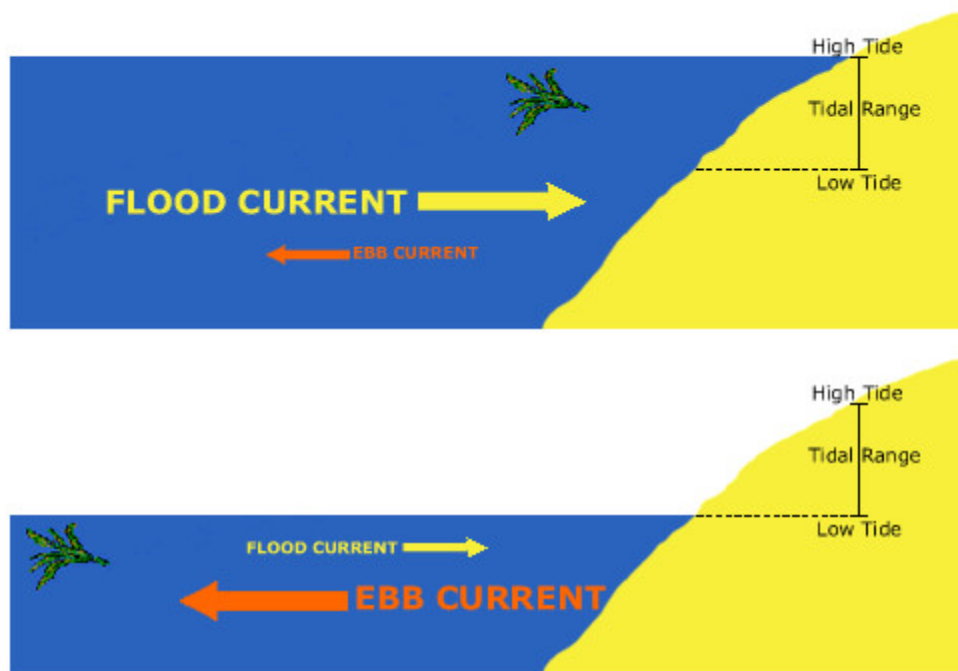 High Tide
Tidal Range
Low Tide
FLOOD CURRENT
EBB CURRENT
High Tide
Tidal Range
Low Tide
FLOOD CURRENT
EBB CURRENT